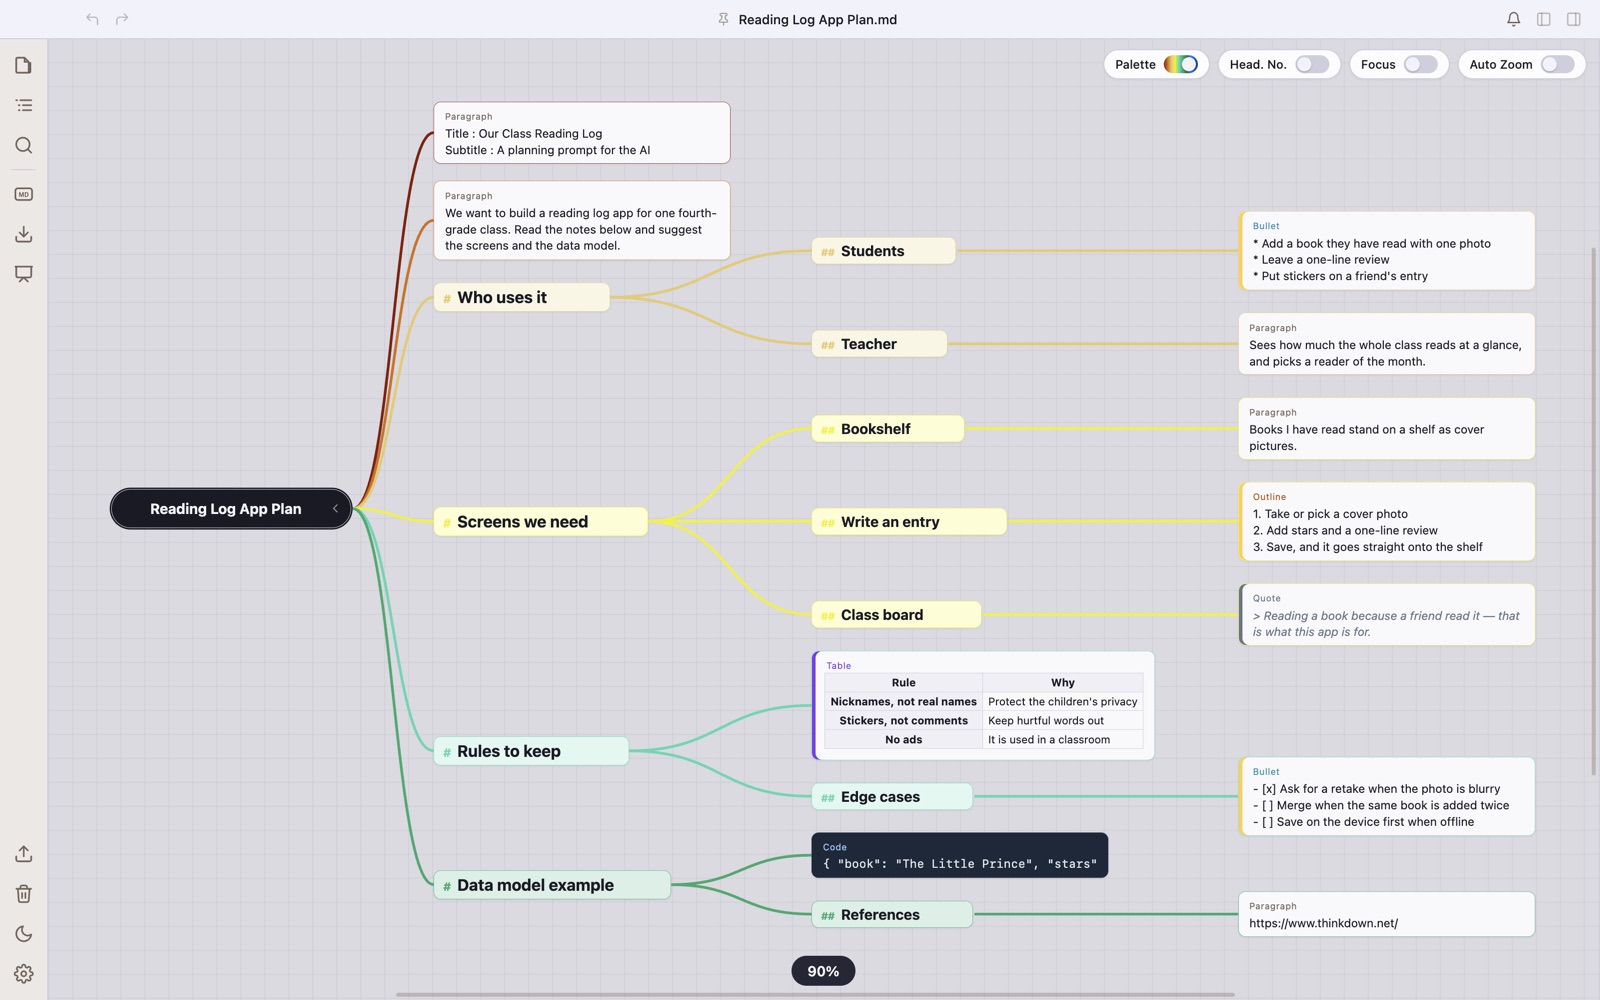 Reading Log App Plan.md
Palette
Head. No.
Focus
Auto Zoom
MD
Reading Log App Plan
Paragraph
Title : Our Class Reading Log
Subtitle : A planning prompt for the AI
Paragraph
We want to build a reading log app for one fourth-
grade class. Read the notes below and suggest
the screens and the data model.
# Who uses it
## Students
Bullet
* Add a book they have read with one photo
* Leave a one-line review
* Put stickers on a friend's entry
## Teacher
Paragraph
Sees how much the whole class reads at a glance,
and picks a reader of the month.
# Screens we need
## Bookshelf
Paragraph
Books I have read stand on a shelf as cover
pictures.
## Write an entry
Outline
1. Take or pick a cover photo
2. Add stars and a one-line review
3. Save, and it goes straight onto the shelf
## Class board
Quote
> Reading a book because a friend read it — that
is what this app is for.
# Rules to keep
Table
Rule Why
Nicknames, not real names Protect the children's privacy
Stickers, not comments Keep hurtful words out
No ads It is used in a classroom
## Edge cases
Bullet
- [x] Ask for a retake when the photo is blurry
- [ ] Merge when the same book is added twice
- [ ] Save on the device first when offline
# Data model example
Code
{ "book": "The Little Prince", "stars"
## References
Paragraph
https://www.thinkdown.net/
90%